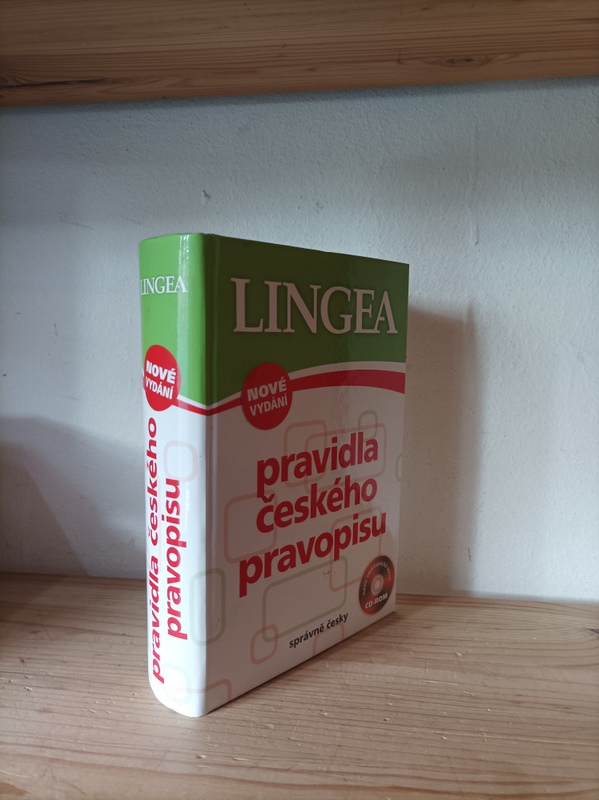 LINGEA
NOVÉ
VYDÁNÍ
pravidla českého
pravopisu
LINGEA
NOVÉ
VYDÁNÍ
pravidla
českého
pravopisu
CD-ROM
správně česky